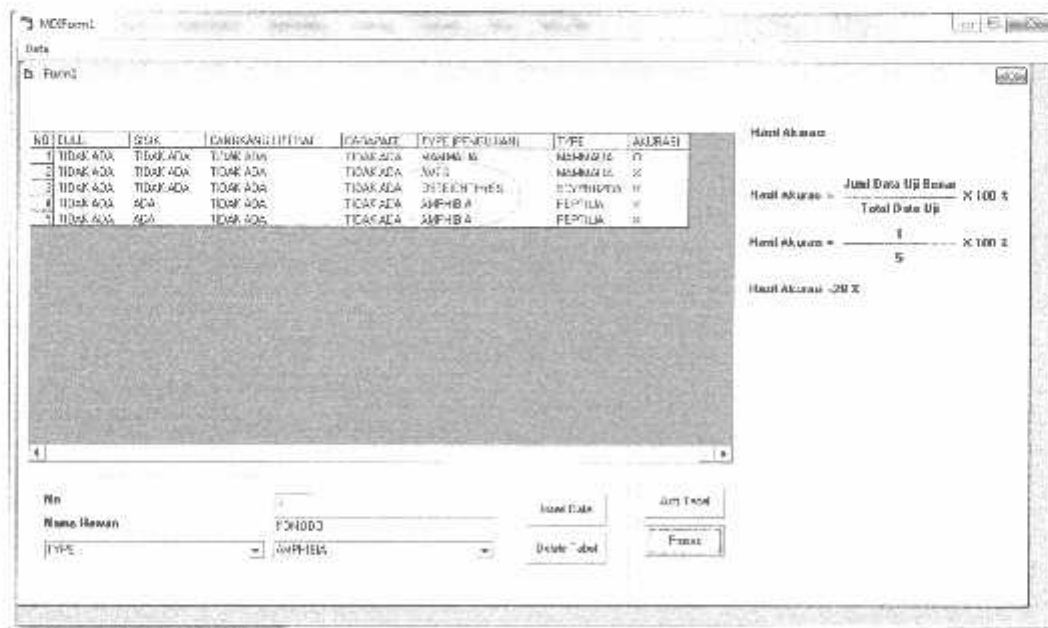 MDIForm1
Data
Form1
NO BULU SISIK CANGKANG CARAPACE TYPE (PENGUJIAN) TYPE AKURASI
1 TIDAK ADA TIDAK ADA TIDAK ADA TIDAK ADA MAMMALIA MAMMALIA O
2 TIDAK ADA TIDAK ADA TIDAK ADA TIDAK ADA AVES MAMMALIA X
3 TIDAK ADA TIDAK ADA TIDAK ADA TIDAK ADA OSTEICHTHYES SCYPHOZOA X
4 TIDAK ADA ADA TIDAK ADA TIDAK ADA AMPHIBIA REPTILIA X
5 TIDAK ADA ADA TIDAK ADA TIDAK ADA AMPHIBIA REPTILIA X
Hasil Akurasi
Hasil Akurasi = Juml Data Uji Benar X 100 %
Total Data Uji
Hasil Akurasi = 1 X 100 %
5
Hasil Akurasi =20 %
No
Nama Hewan KOMODO
TYPE AMPHIBIA
Insert Data
Delete Tabel
Proses